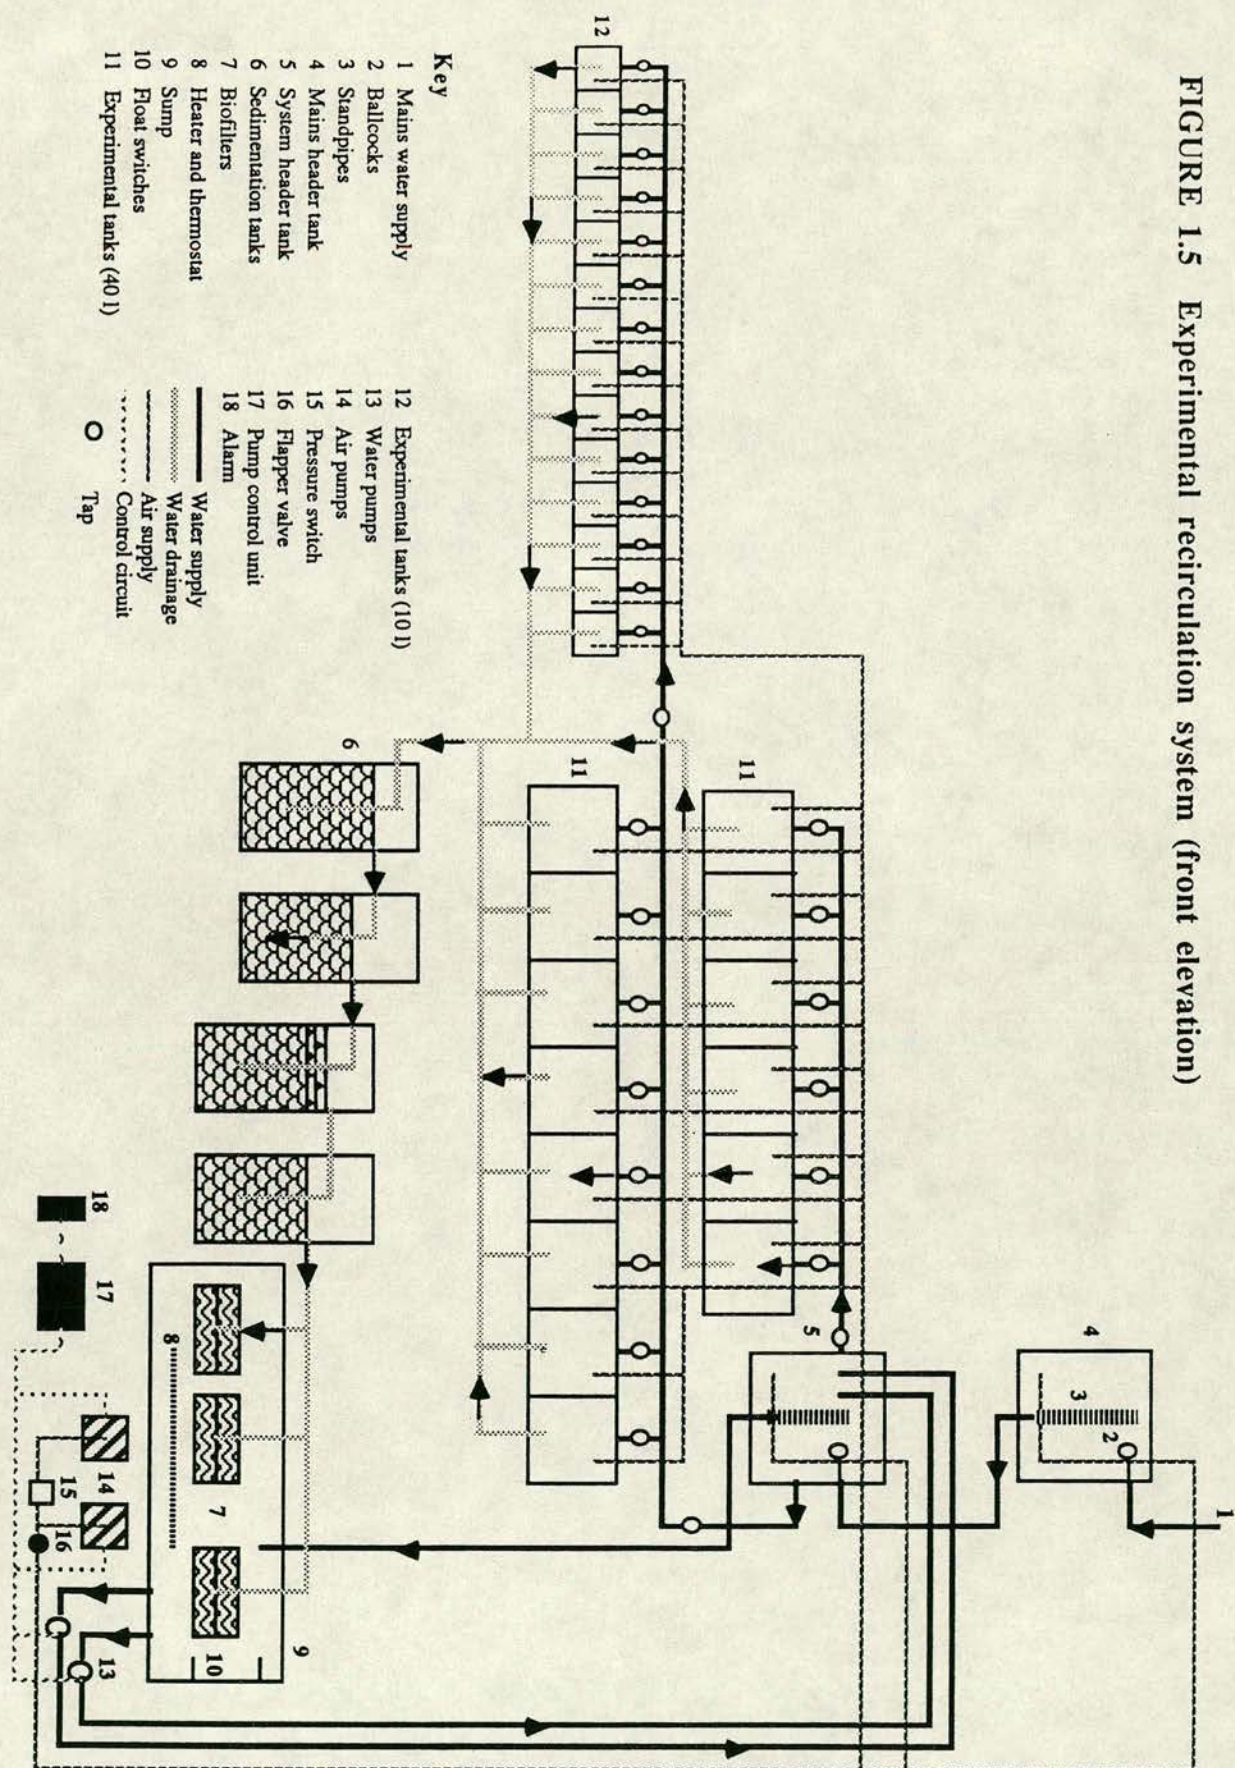 FIGURE 1.5 Experimental recirculation system (front elevation)
1
4
3
2
5
11
11
12
6
9
10
7
8
13
14
15
16
17
18
Key
1 Mains water supply
2 Ballcocks
3 Standpipes
4 Mains header tank
5 System header tank
6 Sedimentation tanks
7 Biofilters
8 Heater and thermostat
9 Sump
10 Float switches
11 Experimental tanks (40 l)
12 Experimental tanks (10 l)
13 Water pumps
14 Air pumps
15 Pressure switch
16 Flapper valve
17 Pump control unit
18 Alarm
Water supply
Water drainage
Air supply
Control circuit
Tap